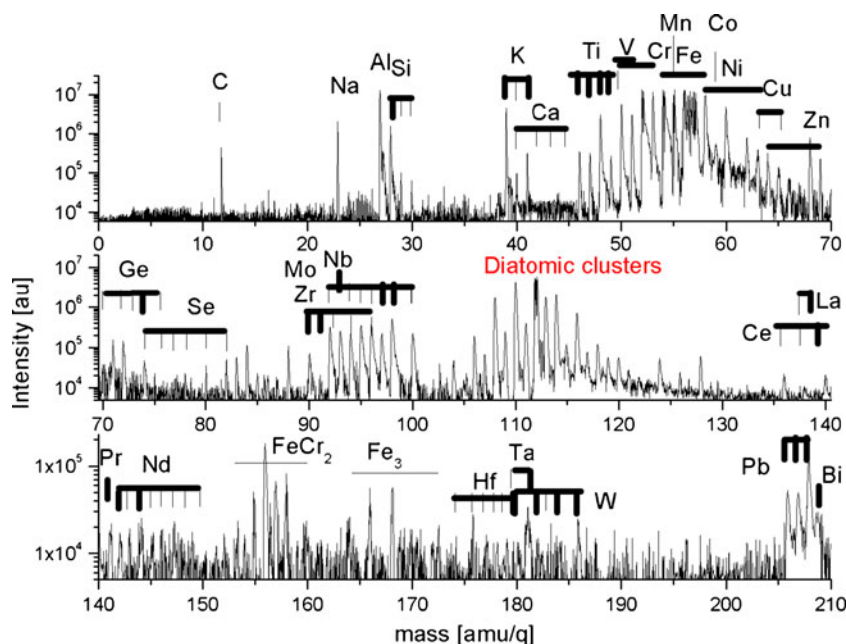 Mn Co
K Ti V Cr Fe
C Na Al Si Ca Ni Cu Zn
10⁷
10⁶
10⁵
10⁴
0 10 20 30 40 50 60 70
Intensity [au]
Ge Se Mo Nb Zr Diatomic clusters Ce La
10⁷
10⁶
10⁵
10⁴
70 80 90 100 110 120 130 140
Pr Nd FeCr₂ Fe₃ Hf Ta W Pb Bi
1x10⁵
1x10⁴
140 150 160 170 180 190 200 210
mass [amu/q]